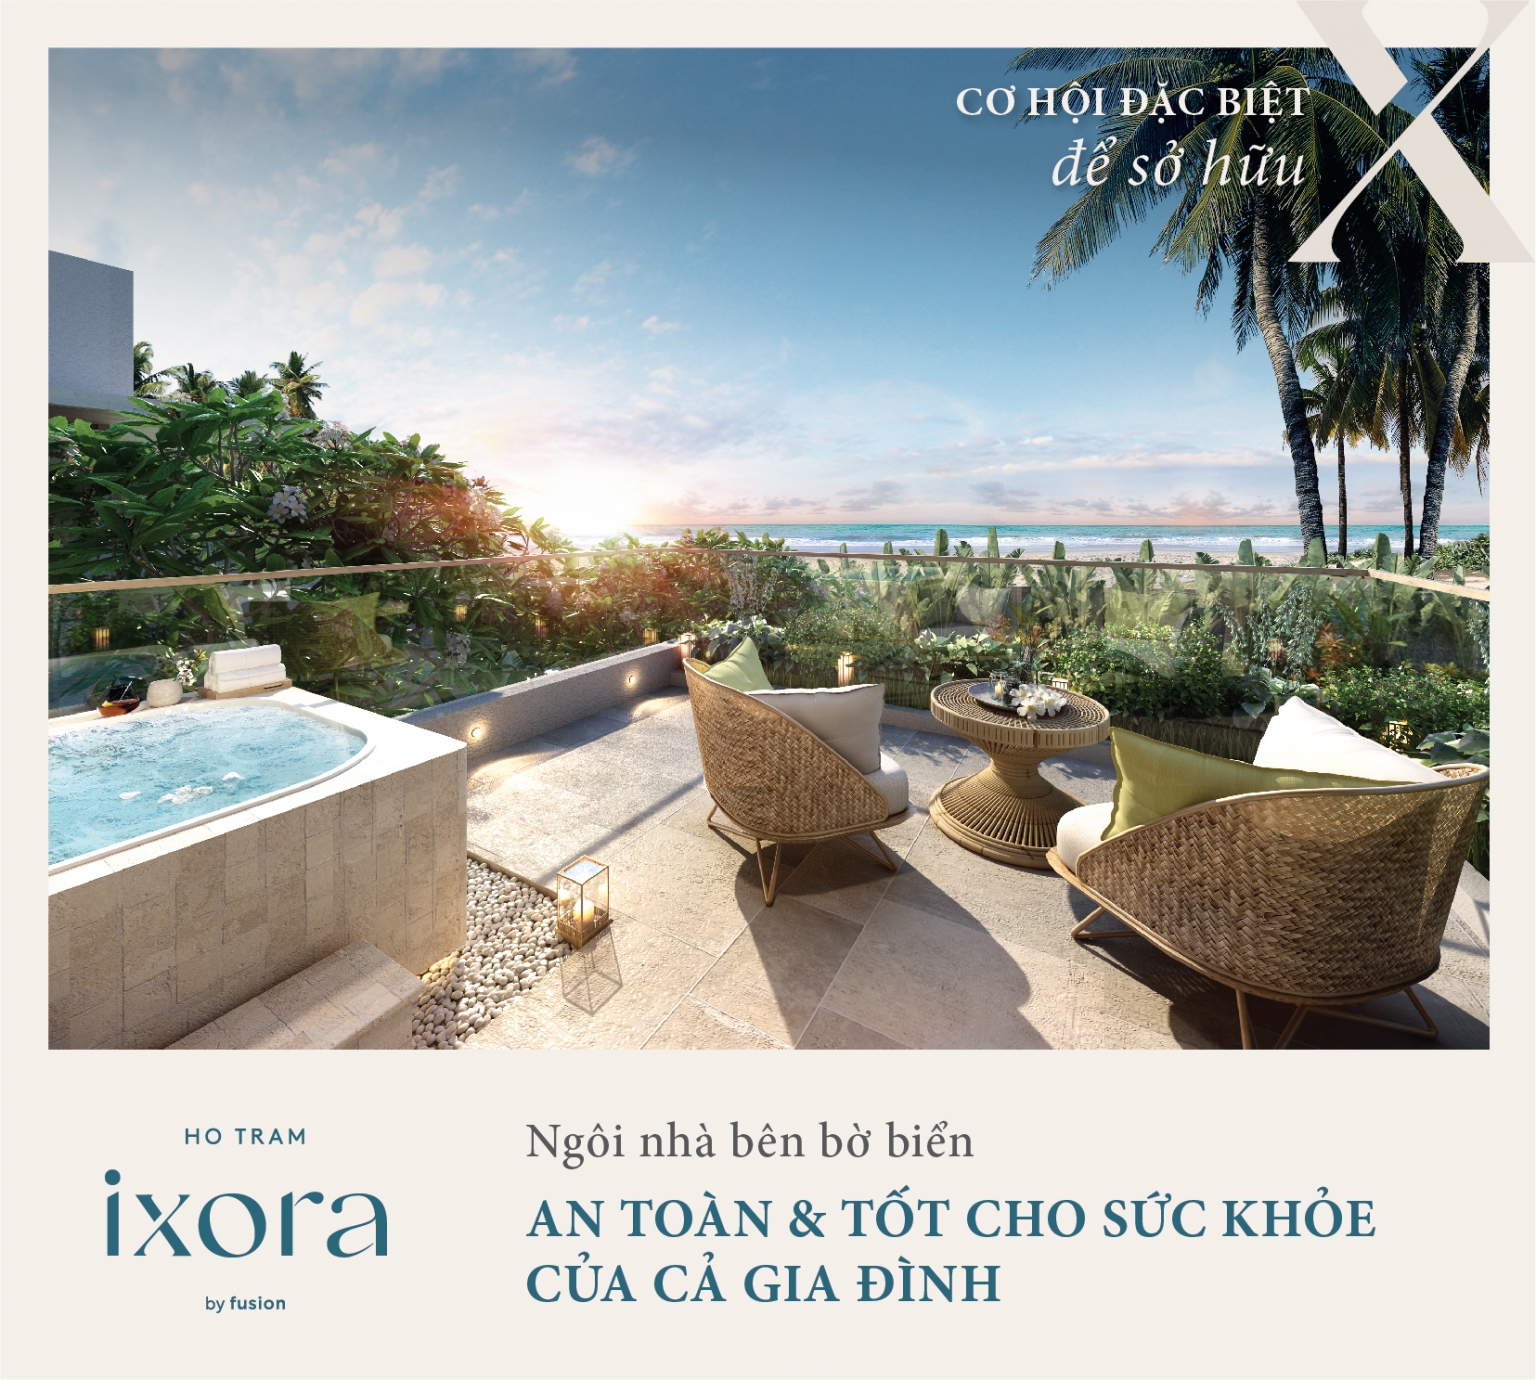 CƠ HỘI ĐẶC BIỆT
để sở hữu
X
HO TRAM
ixora
by fusion
Ngôi nhà bên bờ biển
AN TOÀN & TỐT CHO SỨC KHỎE
CỦA CẢ GIA ĐÌNH